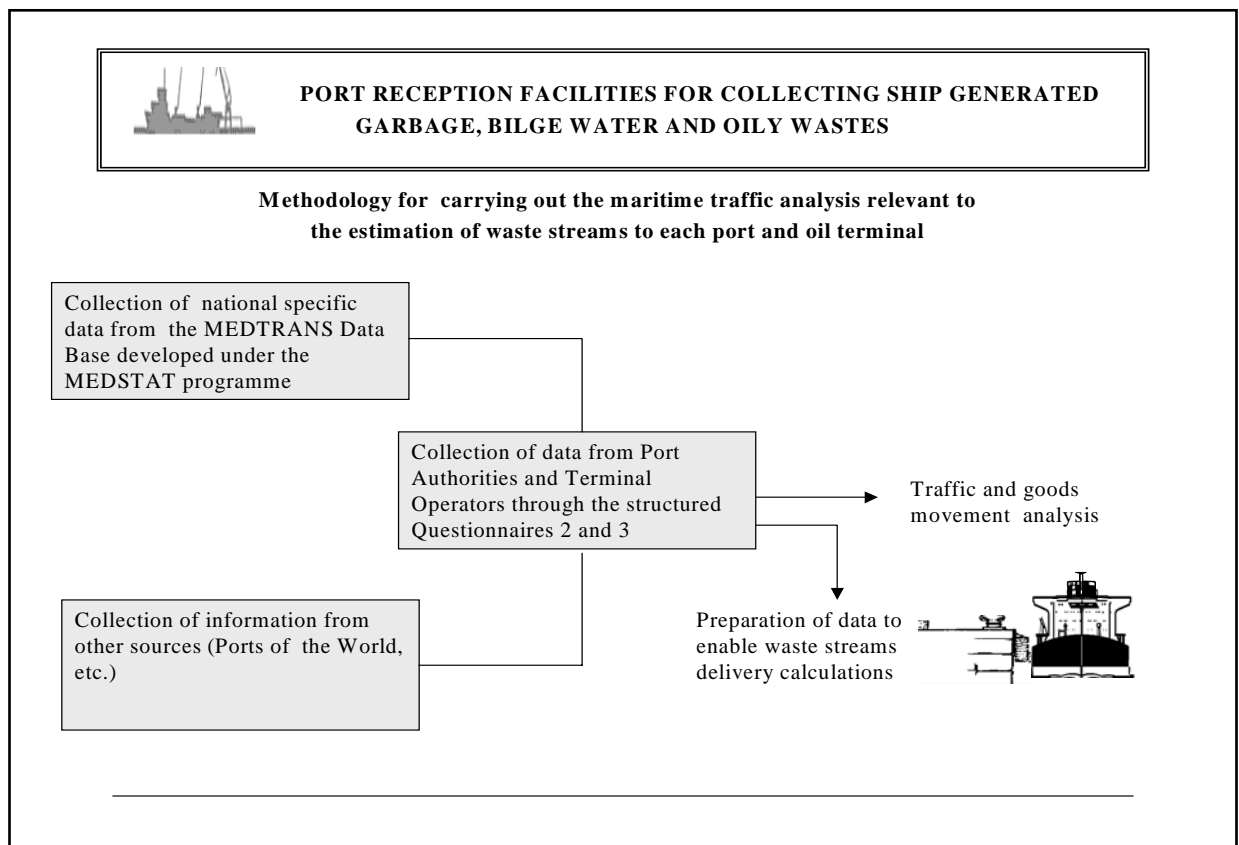 PORT RECEPTION FACILITIES FOR COLLECTING SHIP GENERATED
GARBAGE, BILGE WATER AND OILY WASTES
Methodology for carrying out the maritime traffic analysis relevant to
the estimation of waste streams to each port and oil terminal
Collection of national specific
data from the MEDTRANS Data
Base developed under the
MEDSTAT programme
Collection of data from Port
Authorities and Terminal
Operators through the structured
Questionnaires 2 and 3
Traffic and goods
movement analysis
Collection of information from
other sources (Ports of the World,
etc.)
Preparation of data to
enable waste streams
delivery calculations